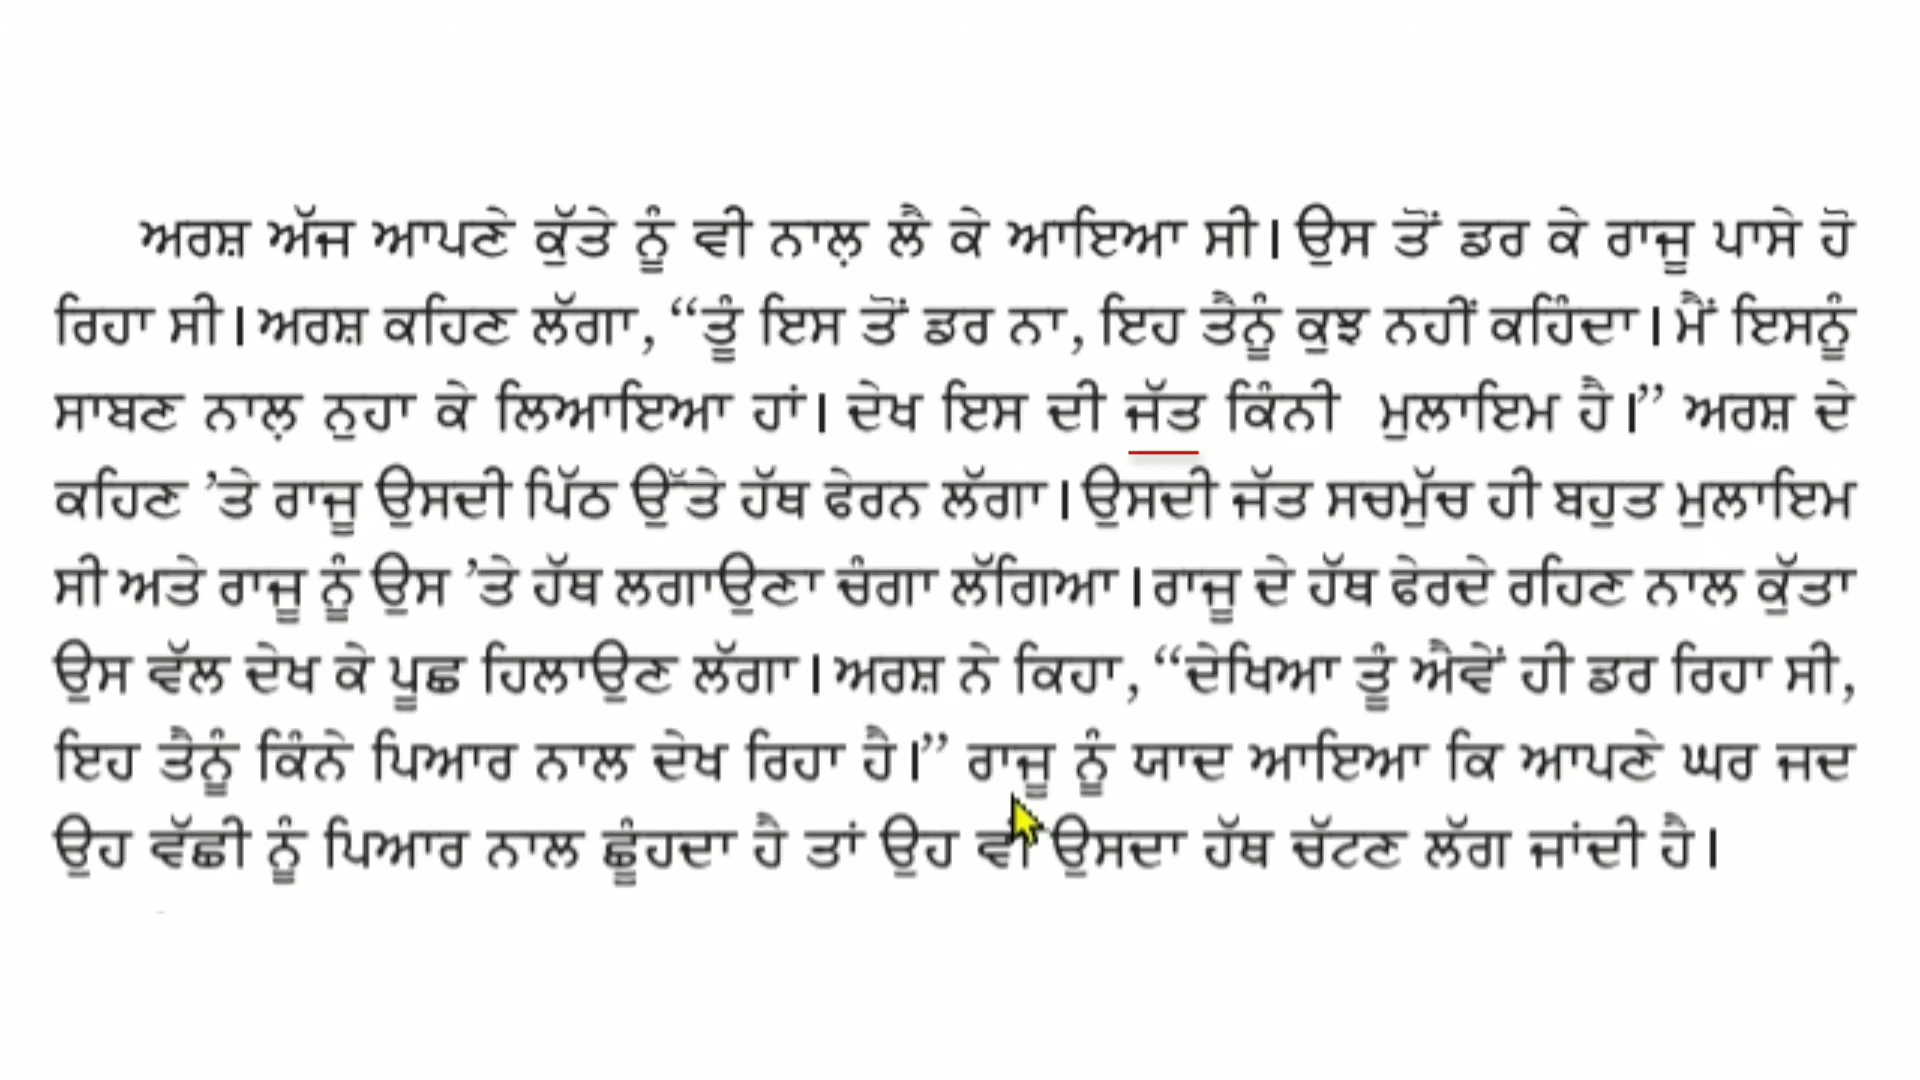 ਅਰਸ਼ ਅੱਜ ਆਪਣੇ ਕੁੱਤੇ ਨੂੰ ਵੀ ਨਾਲ਼ ਲੈ ਕੇ ਆਇਆ ਸੀ। ਉਸ ਤੋਂ ਡਰ ਕੇ ਰਾਜੂ ਪਾਸੇ ਹੋ
ਰਿਹਾ ਸੀ। ਅਰਸ਼ ਕਹਿਣ ਲੱਗਾ, “ਤੂੰ ਇਸ ਤੋਂ ਡਰ ਨਾ, ਇਹ ਤੈਨੂੰ ਕੁਝ ਨਹੀਂ ਕਹਿੰਦਾ। ਮੈਂ ਇਸਨੂੰ
ਸਾਬਣ ਨਾਲ਼ ਨੁਹਾ ਕੇ ਲਿਆਇਆ ਹਾਂ। ਦੇਖ ਇਸ ਦੀ ਜੱਤ ਕਿੰਨੀ ਮੁਲਾਇਮ ਹੈ।” ਅਰਸ਼ ਦੇ
ਕਹਿਣ ’ਤੇ ਰਾਜੂ ਉਸਦੀ ਪਿੱਠ ਉੱਤੇ ਹੱਥ ਫੇਰਨ ਲੱਗਾ। ਉਸਦੀ ਜੱਤ ਸਚਮੁੱਚ ਹੀ ਬਹੁਤ ਮੁਲਾਇਮ
ਸੀ ਅਤੇ ਰਾਜੂ ਨੂੰ ਉਸ ’ਤੇ ਹੱਥ ਲਗਾਉਣਾ ਚੰਗਾ ਲੱਗਿਆ। ਰਾਜੂ ਦੇ ਹੱਥ ਫੇਰਦੇ ਰਹਿਣ ਨਾਲ ਕੁੱਤਾ
ਉਸ ਵੱਲ ਦੇਖ ਕੇ ਪੂਛ ਹਿਲਾਉਣ ਲੱਗਾ। ਅਰਸ਼ ਨੇ ਕਿਹਾ, “ਦੇਖਿਆ ਤੂੰ ਐਵੇਂ ਹੀ ਡਰ ਰਿਹਾ ਸੀ,
ਇਹ ਤੈਨੂੰ ਕਿੰਨੇ ਪਿਆਰ ਨਾਲ ਦੇਖ ਰਿਹਾ ਹੈ।” ਰਾਜੂ ਨੂੰ ਯਾਦ ਆਇਆ ਕਿ ਆਪਣੇ ਘਰ ਜਦ
ਉਹ ਵੱਛੀ ਨੂੰ ਪਿਆਰ ਨਾਲ ਛੂੰਹਦਾ ਹੈ ਤਾਂ ਉਹ ਵੀ ਉਸਦਾ ਹੱਥ ਚੱਟਣ ਲੱਗ ਜਾਂਦੀ ਹੈ।